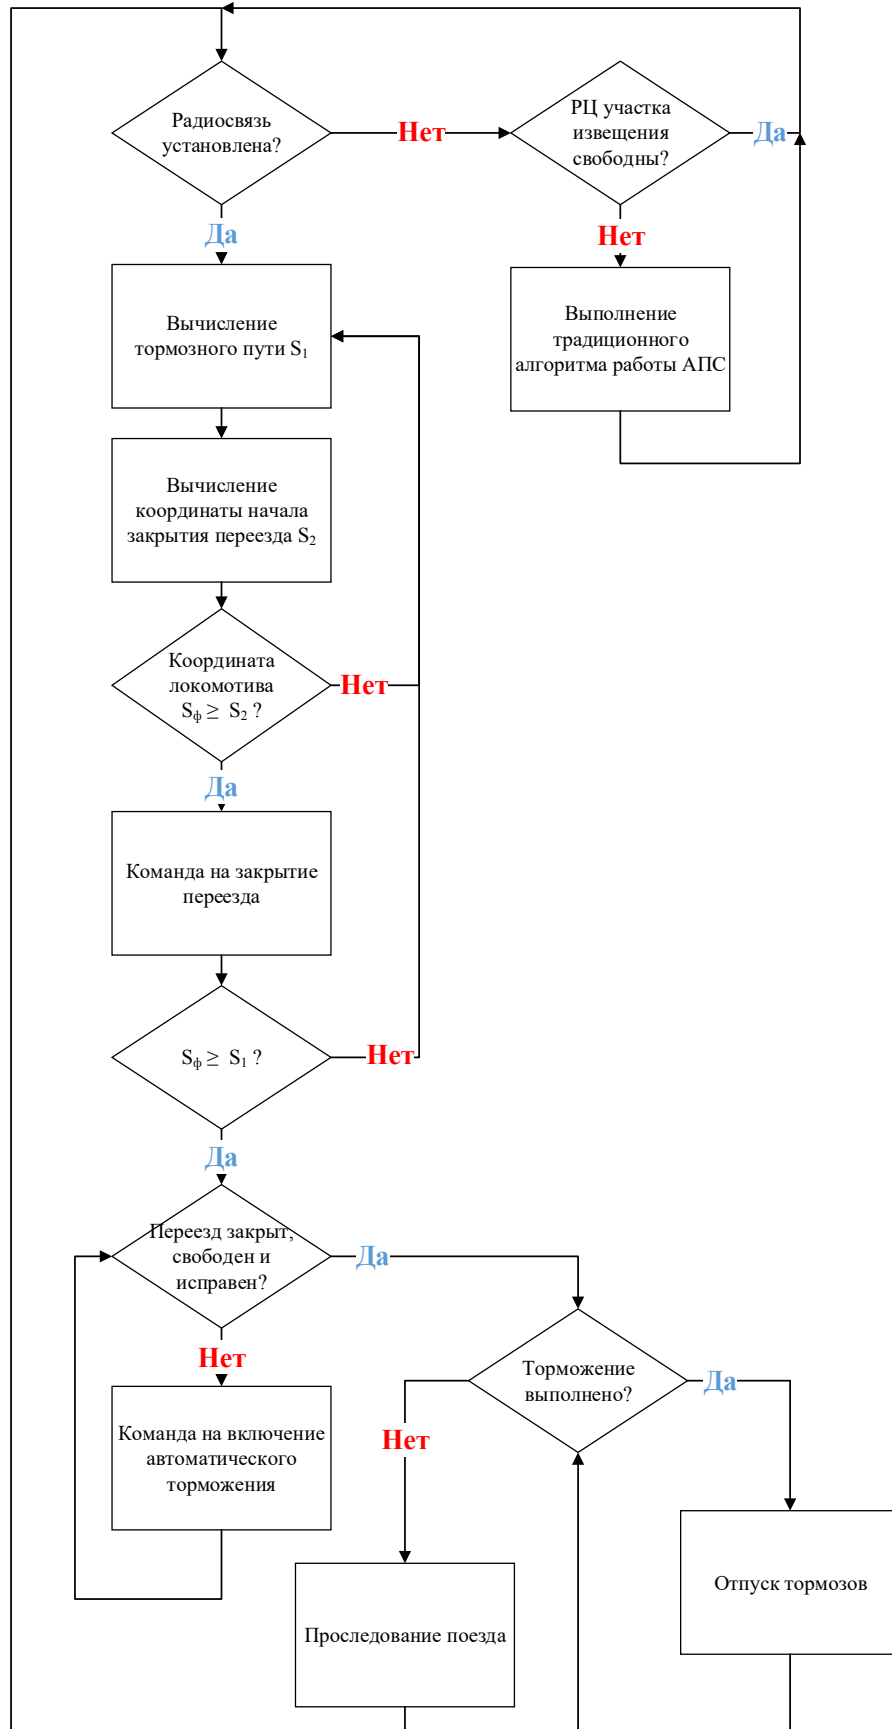 Радиосвязь
установлена?
Нет
РЦ участка
извещения
свободны?
Да
Да
Нет
Вычисление
тормозного пути S₁
Выполнение
традиционного
алгоритма работы АПС
Вычисление
координаты начала
закрытия переезда S₂
Координата
локомотива
Sф ≥ S₂ ?
Нет
Да
Команда на закрытие
переезда
Sф ≥ S₁ ?
Нет
Да
Переезд закрыт,
свободен и
исправен?
Да
Нет
Торможение
выполнено?
Да
Нет
Команда на включение
автоматического
торможения
Отпуск тормозов
Проследование поезда